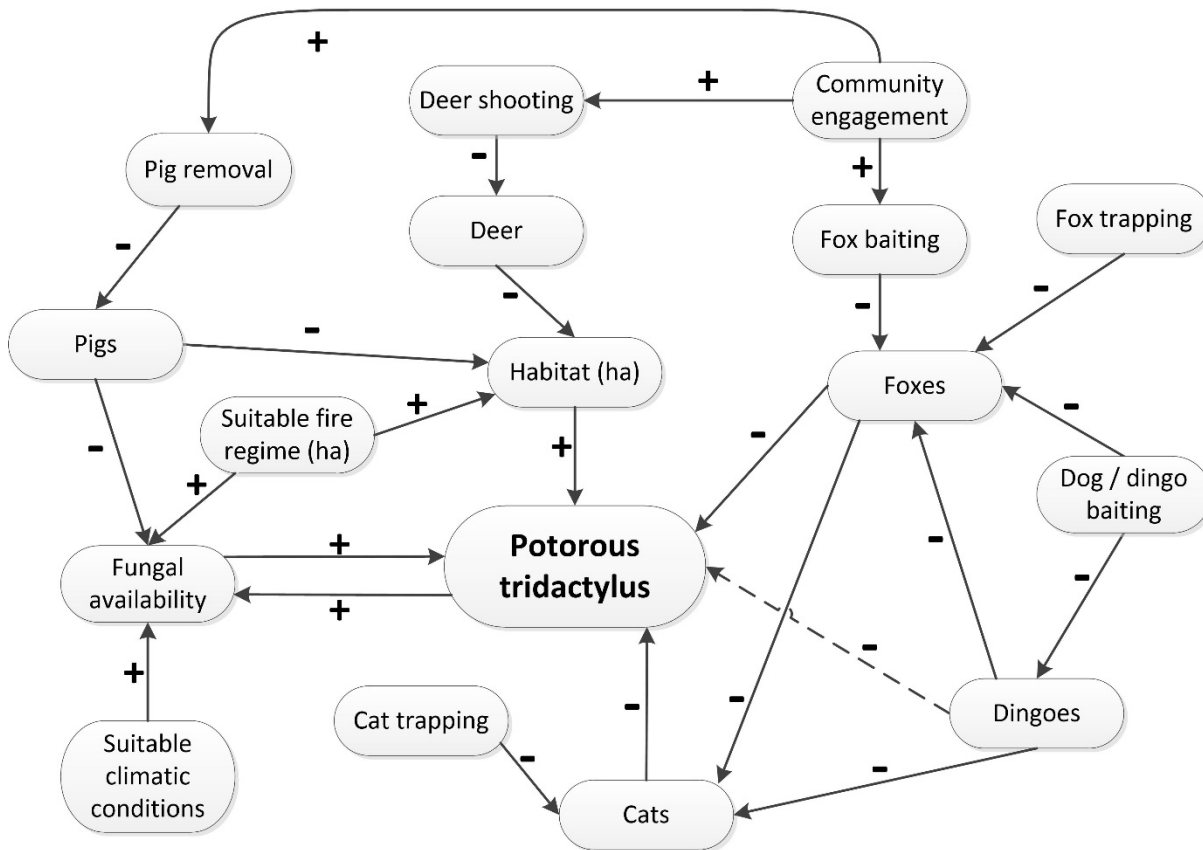 +
Deer shooting
+
Community
engagement
Pig removal
-
+
Fox trapping
Deer
Fox baiting
-
-
-
-
Pigs
-
Habitat (ha)
Foxes
Suitable fire
regime (ha)
+
-
-
+
-
+
Dog / dingo
baiting
Potorous
tridactylus
+
-
Fungal
availability
+
-
-
+
-
-
Dingoes
Cat trapping
-
-
-
Suitable
climatic
conditions
Cats